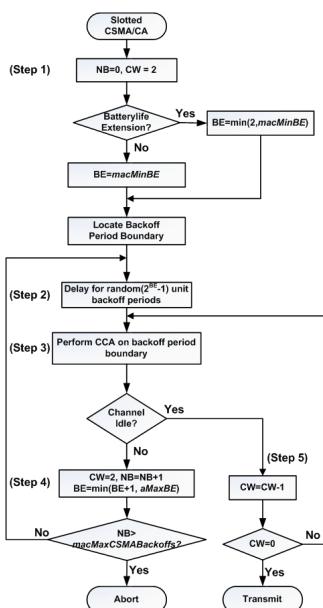 Slotted
CSMA/CA
(Step 1)
NB=0, CW = 2
Batterylife
Extension?
Yes
BE=min(2,macMinBE)
No
BE=macMinBE
Locate Backoff
Period Boundary
(Step 2)
Delay for random(2^BE-1) unit
backoff periods
(Step 3)
Perform CCA on backoff period
boundary
Channel
Idle?
Yes
No
(Step 4)
CW=2, NB=NB+1
BE=min(BE+1, aMaxBE)
(Step 5)
CW=CW-1
No
NB>
macMaxCSMABackoffs?
CW=0
No
Yes
Yes
Abort
Transmit